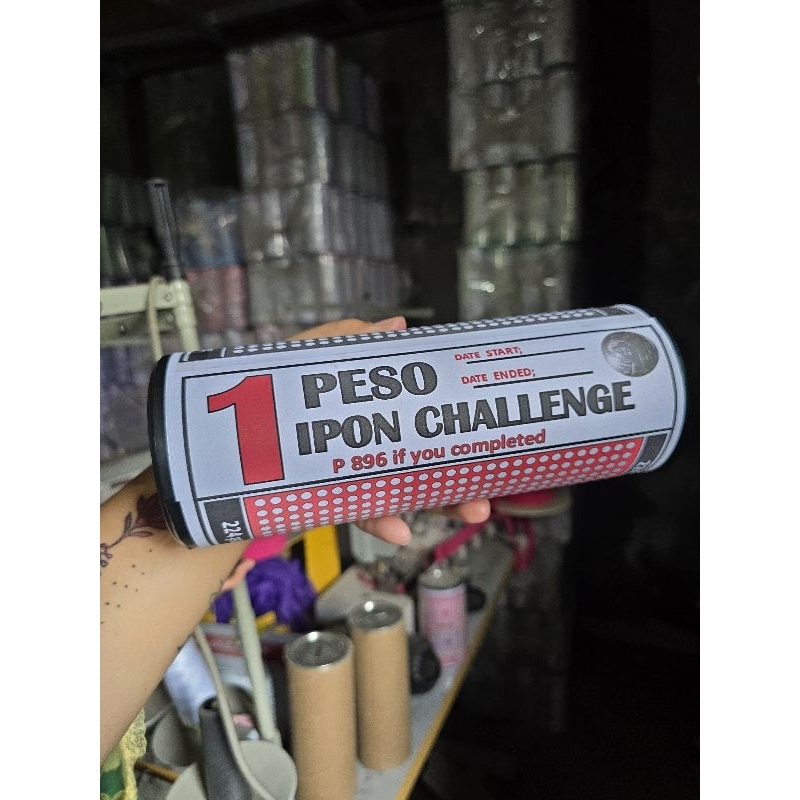 1
PESO
IPON CHALLENGE
P 896 if you completed
DATE START;
DATE ENDED;